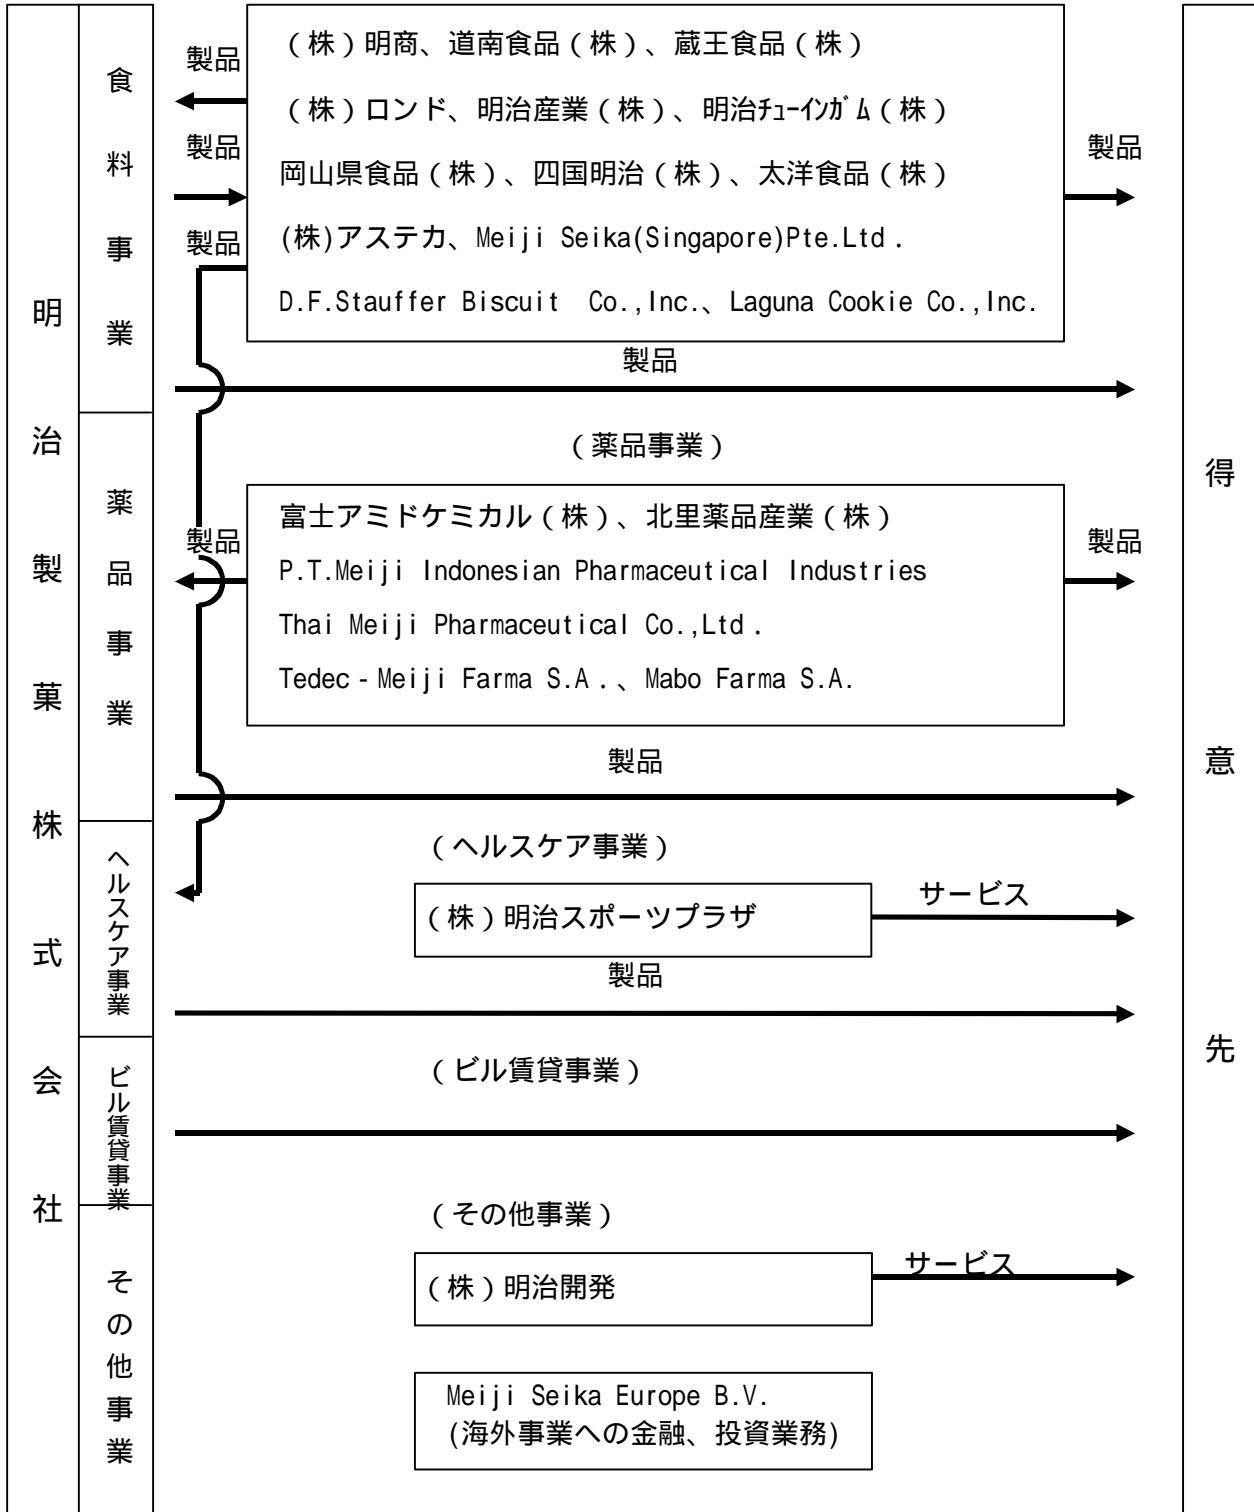 明治製菓株式会社
食料事業
製品
製品
製品
（株）明商、道南食品（株）、蔵王食品（株）
（株）ロンド、明治産業（株）、明治ﾁｭｰｲﾝｶﾞﾑ（株）
岡山県食品（株）、四国明治（株）、太洋食品（株）
(株)アステカ、Meiji Seika(Singapore)Pte.Ltd.
D.F.Stauffer Biscuit Co.,Inc.、Laguna Cookie Co.,Inc.
製品
製品
薬品事業
（薬品事業）
製品
富士アミドケミカル（株）、北里薬品産業（株）
P.T.Meiji Indonesian Pharmaceutical Industries
Thai Meiji Pharmaceutical Co.,Ltd.
Tedec‐Meiji Farma S.A.、Mabo Farma S.A.
製品
製品
ヘルスケア事業
（ヘルスケア事業）
（株）明治スポーツプラザ
サービス
製品
ビル賃貸事業
（ビル賃貸事業）
その他事業
（その他事業）
（株）明治開発
サービス
Meiji Seika Europe B.V.
(海外事業への金融、投資業務)
得意先